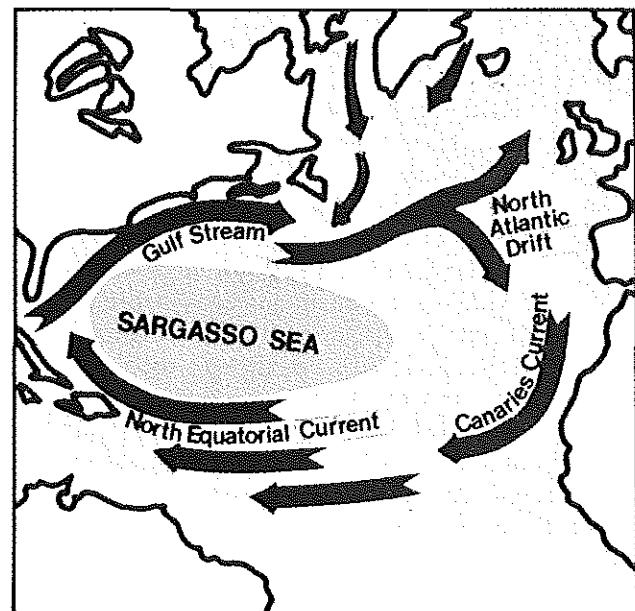 North
Atlantic
Drift
Gulf Stream
SARGASSO SEA
Canaries Current
North Equatorial Current